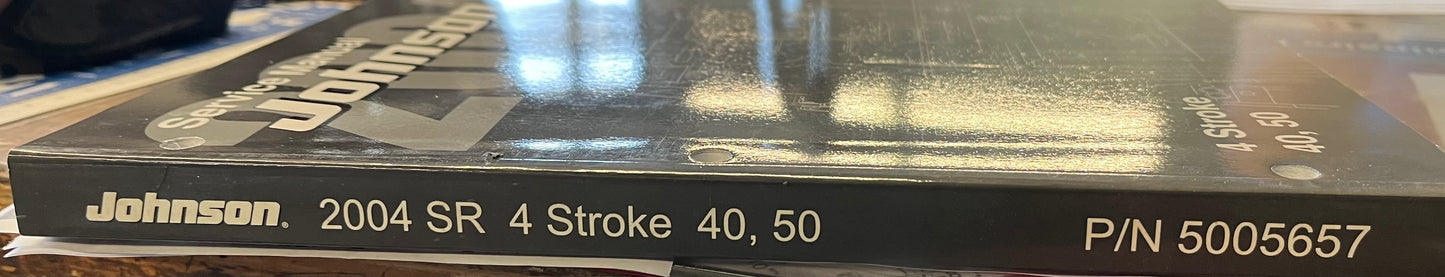 Service Manual
Johnson
4 Stroke
40, 50
Johnson. 2004 SR 4 Stroke 40, 50 P/N 5005657